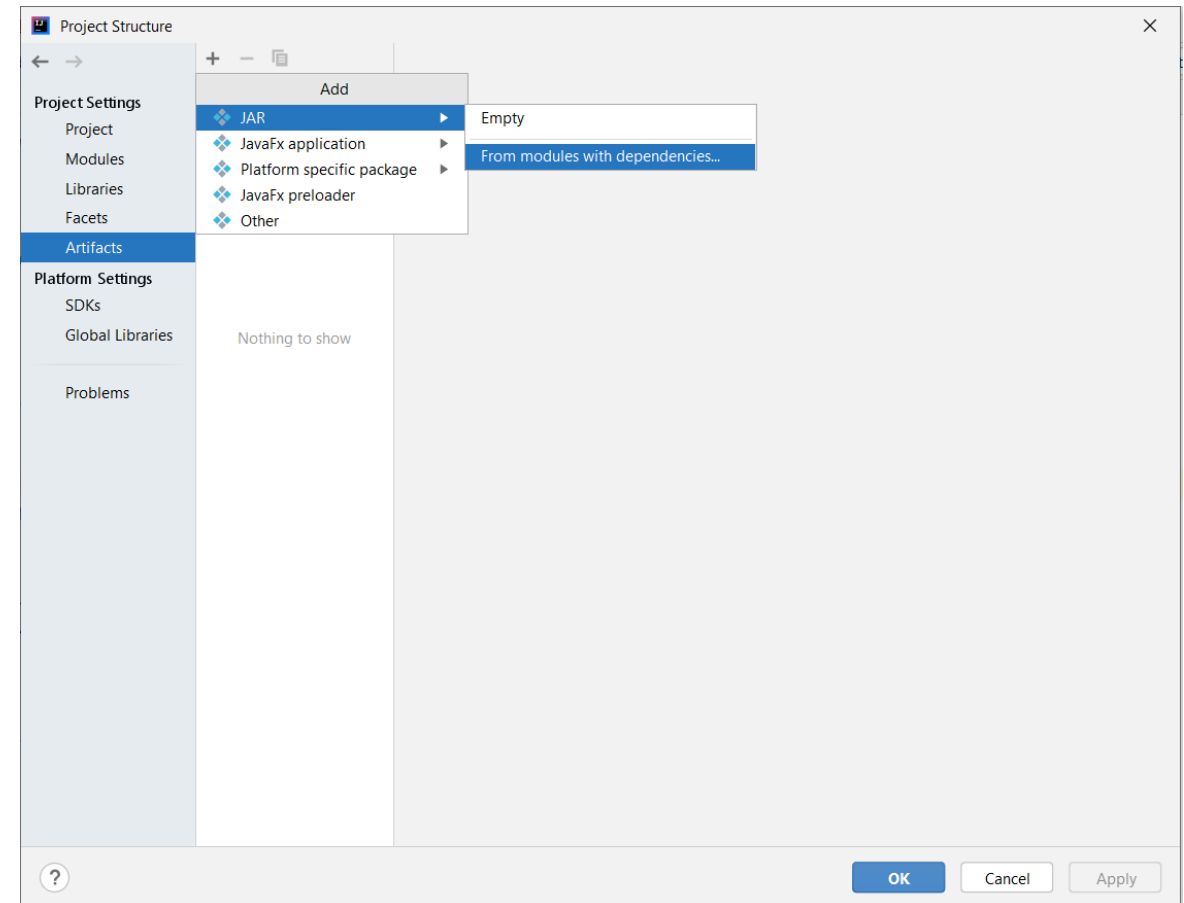 Project Structure
Project Settings
Project
Modules
Libraries
Facets
Artifacts
Platform Settings
SDKs
Global Libraries
Problems
Add
JAR
JavaFx application
Platform specific package
JavaFx preloader
Other
Empty
From modules with dependencies...
Nothing to show
?
OK
Cancel
Apply